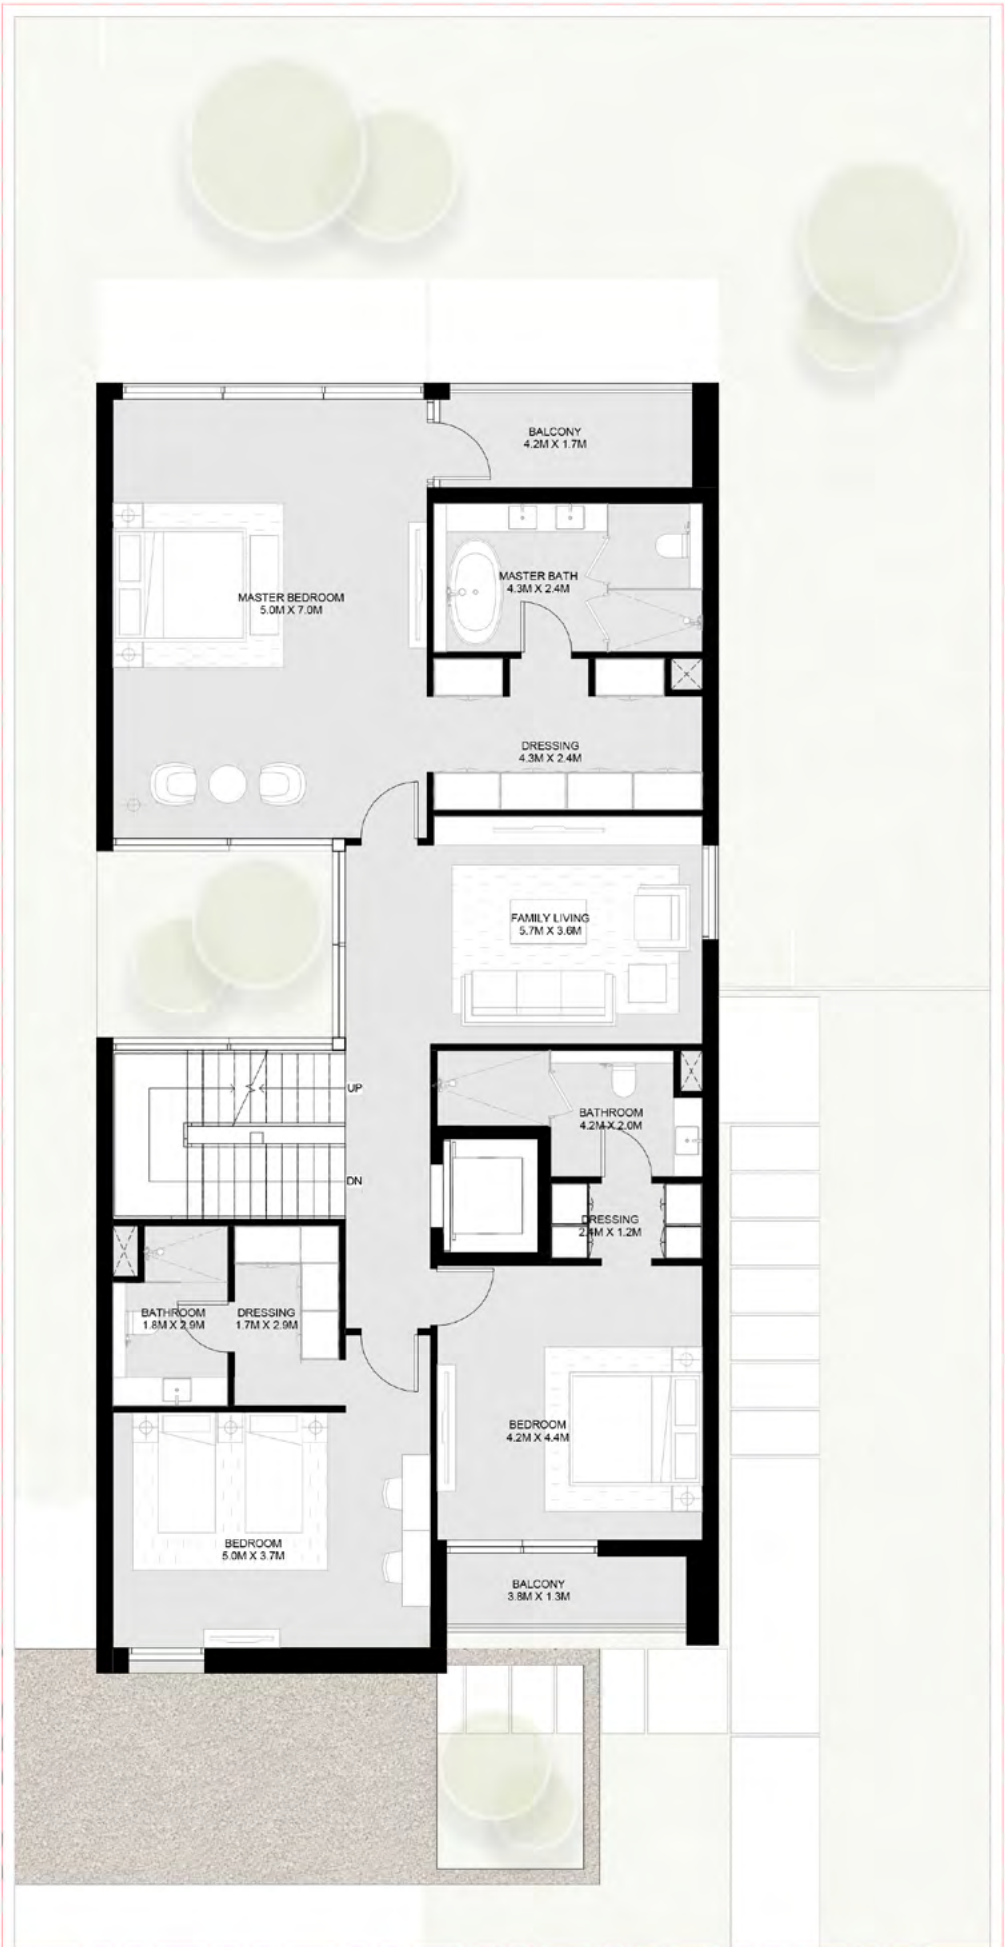 BALCONY
4.2M X 1.7M
MASTER BATH
4.3M X 2.4M
MASTER BEDROOM
5.0M X 7.0M
DRESSING
4.3M X 2.4M
FAMILY LIVING
5.7M X 3.6M
UP
BATHROOM
4.2M X 2.0M
DN
DRESSING
2.4M X 1.2M
BATHROOM
1.8M X 2.9M
DRESSING
1.7M X 2.9M
BEDROOM
4.2M X 4.4M
BEDROOM
5.0M X 3.7M
BALCONY
3.8M X 1.3M